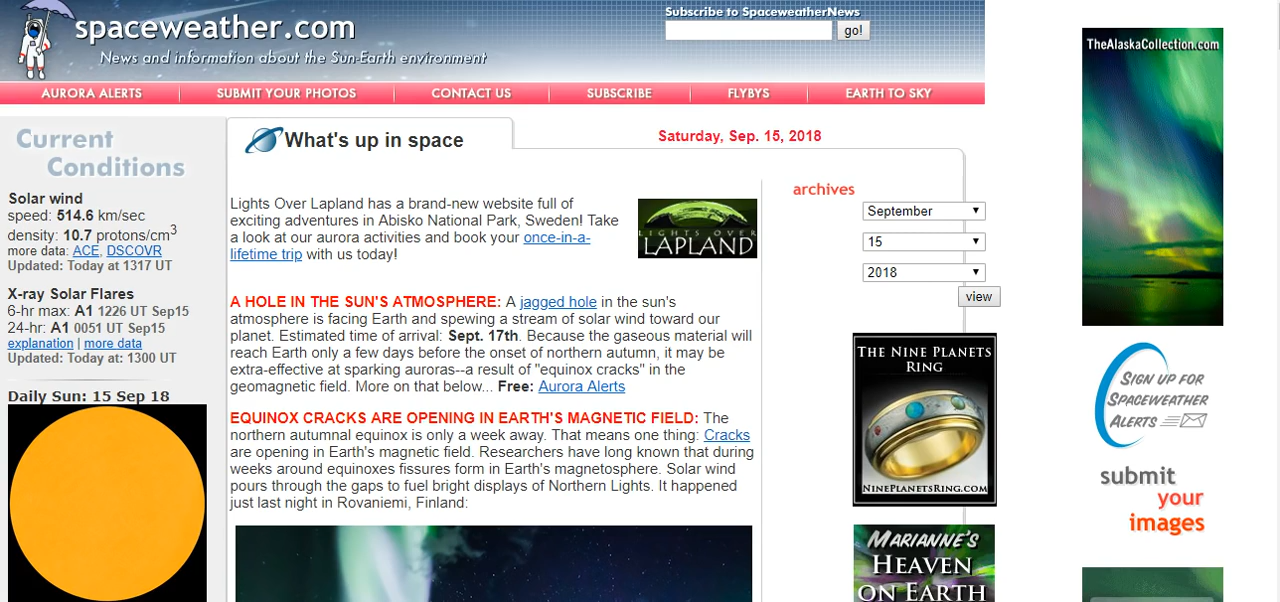 spaceweather.com
News and information about the Sun-Earth environment
Subscribe to SpaceweatherNews
go!
AURORA ALERTS
SUBMIT YOUR PHOTOS
CONTACT US
SUBSCRIBE
FLYBYS
EARTH TO SKY
Current
Conditions
Solar wind
speed: 514.6 km/sec
density: 10.7 protons/cm3
more data: ACE, DSCOVR
Updated: Today at 1317 UT
X-ray Solar Flares
6-hr max: A1 1226 UT Sep15
24-hr: A1 0051 UT Sep15
explanation | more data
Updated: Today at: 1300 UT
Daily Sun: 15 Sep 18
What's up in space
Saturday, Sep. 15, 2018
Lights Over Lapland has a brand-new website full of
exciting adventures in Abisko National Park, Sweden! Take
a look at our aurora activities and book your once-in-a-
lifetime trip with us today!
LIGHTS OVER
LAPLAND
A HOLE IN THE SUN'S ATMOSPHERE: A jagged hole in the sun's
atmosphere is facing Earth and spewing a stream of solar wind toward our
planet. Estimated time of arrival: Sept. 17th. Because the gaseous material will
reach Earth only a few days before the onset of northern autumn, it may be
extra-effective at sparking auroras--a result of "equinox cracks" in the
geomagnetic field. More on that below... Free: Aurora Alerts
EQUINOX CRACKS ARE OPENING IN EARTH'S MAGNETIC FIELD: The
northern autumnal equinox is only a week away. That means one thing: Cracks
are opening in Earth's magnetic field. Researchers have long known that during
weeks around equinoxes fissures form in Earth's magnetosphere. Solar wind
pours through the gaps to fuel bright displays of Northern Lights. It happened
just last night in Rovaniemi, Finland:
archives
September
15
2018
view
THE NINE PLANETS
RING
NINEPLANETSRING.COM
MARIANNE'S
HEAVEN
ON EARTH
TheAlaskaCollection.com
SIGN UP FOR
SPACEWEATHER
ALERTS
submit
your
images